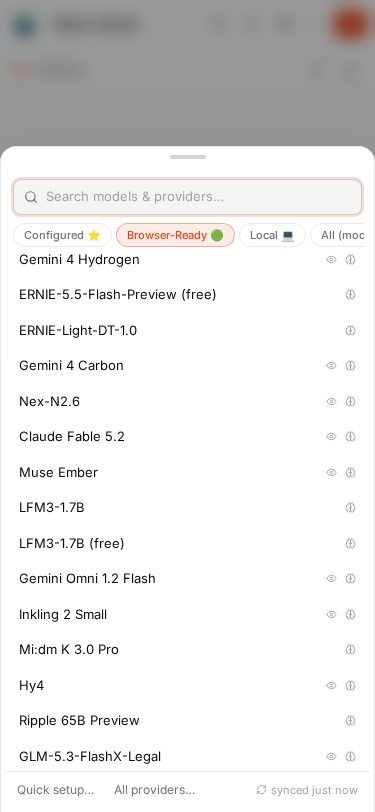 Search models & providers...
Configured ⭐ Browser-Ready 🟢 Local 💻 All (mod
Gemini 4 Hydrogen
ERNIE-5.5-Flash-Preview (free)
ERNIE-Light-DT-1.0
Gemini 4 Carbon
Nex-N2.6
Claude Fable 5.2
Muse Ember
LFM3-1.7B
LFM3-1.7B (free)
Gemini Omni 1.2 Flash
Inkling 2 Small
Mi:dm K 3.0 Pro
Hy4
Ripple 65B Preview
GLM-5.3-FlashX-Legal
Quick setup... All providers... synced just now